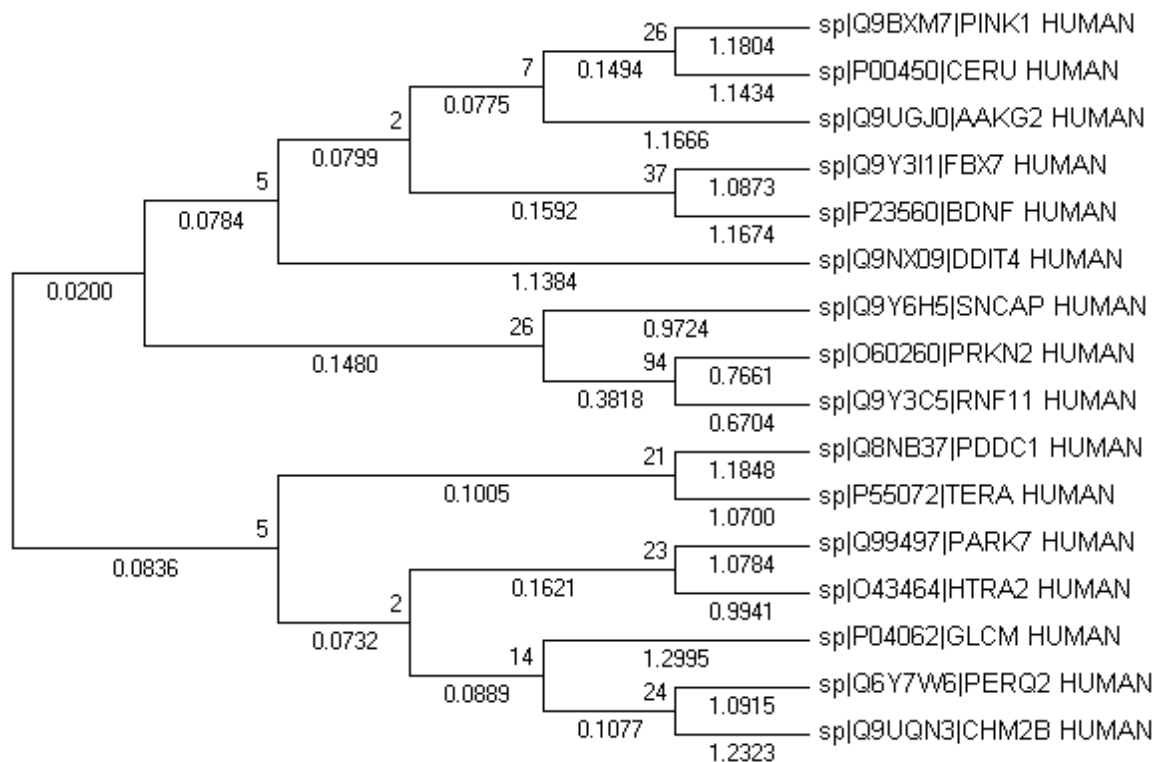 sp|Q9BXM7|PINK1 HUMAN
26
1.1804
0.1494
7
sp|P00450|CERU HUMAN
1.1434
0.0775
2
sp|Q9UGJ0|AAKG2 HUMAN
1.1666
0.0799
5
sp|Q9Y3I1|FBX7 HUMAN
37
1.0873
0.1592
sp|P23560|BDNF HUMAN
1.1674
0.0784
sp|Q9NX09|DDIT4 HUMAN
1.1384
0.0200
sp|Q9Y6H5|SNCAP HUMAN
26
0.9724
0.1480
sp|O60260|PRKN2 HUMAN
94
0.7661
0.3818
sp|Q9Y3C5|RNF11 HUMAN
0.6704
sp|Q8NB37|PDDC1 HUMAN
21
1.1848
0.1005
sp|P55072|TERA HUMAN
1.0700
5
0.0836
sp|Q99497|PARK7 HUMAN
23
1.0784
0.1621
sp|O43464|HTRA2 HUMAN
0.9941
2
0.0732
sp|P04062|GLCM HUMAN
14
1.2995
0.0889
sp|Q6Y7W6|PERQ2 HUMAN
24
1.0915
0.1077
sp|Q9UQN3|CHM2B HUMAN
1.2323